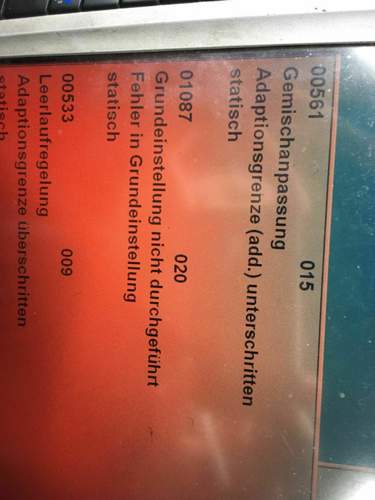 00561 015
Gemischanpassung
Adaptionsgrenze (add.) unterschritten
statisch
01087 020
Grundeinstellung nicht durchgeführt
Fehler in Grundeinstellung
statisch
00533 009
Leerlaufregelung
Adaptionsgrenze überschritten
statisch